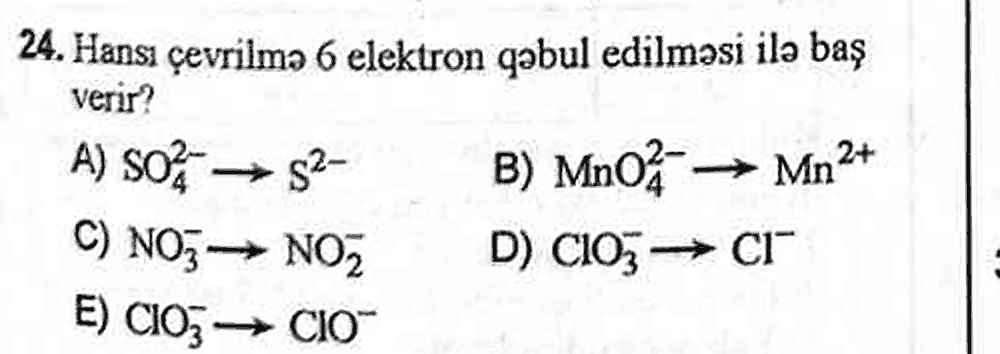 24. Hansı çevrilmə 6 elektron qəbul edilməsi ilə baş
verir?
A) SO₄²⁻ → S²⁻ B) MnO₄²⁻ → Mn²⁺
C) NO₃⁻ → NO₂⁻ D) ClO₃⁻ → Cl⁻
E) ClO₃⁻ → ClO⁻